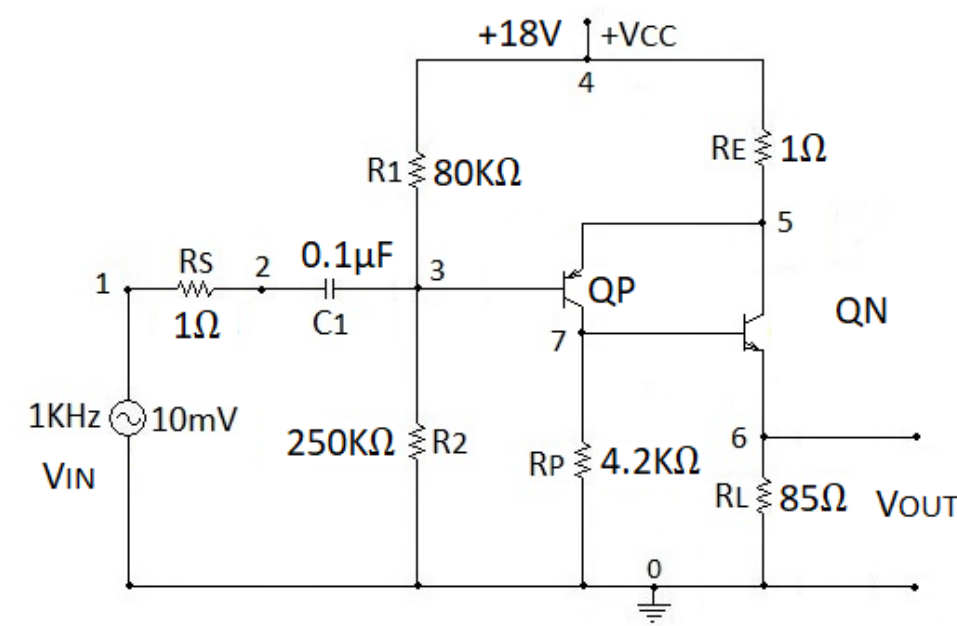 +18V +VCC
4
R1 80KΩ
RE 1Ω
5
1
RS
2
0.1μF
3
1Ω
C1
QP
QN
7
1KHz 10mV
VIN
250KΩ R2
RP 4.2KΩ
6
RL 85Ω
VOUT
0